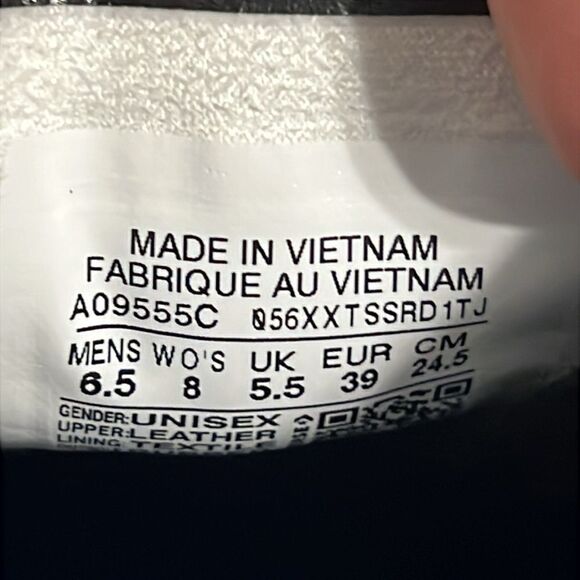 MADE IN VIETNAM
FABRIQUE AU VIETNAM
A09555C 056XXTSSRD1TJ
MENS WO'S UK EUR CM
6.5 8 5.5 39 24.5
GENDER:UNISEX
UPPER:LEATHER
LINING:TEXTILE